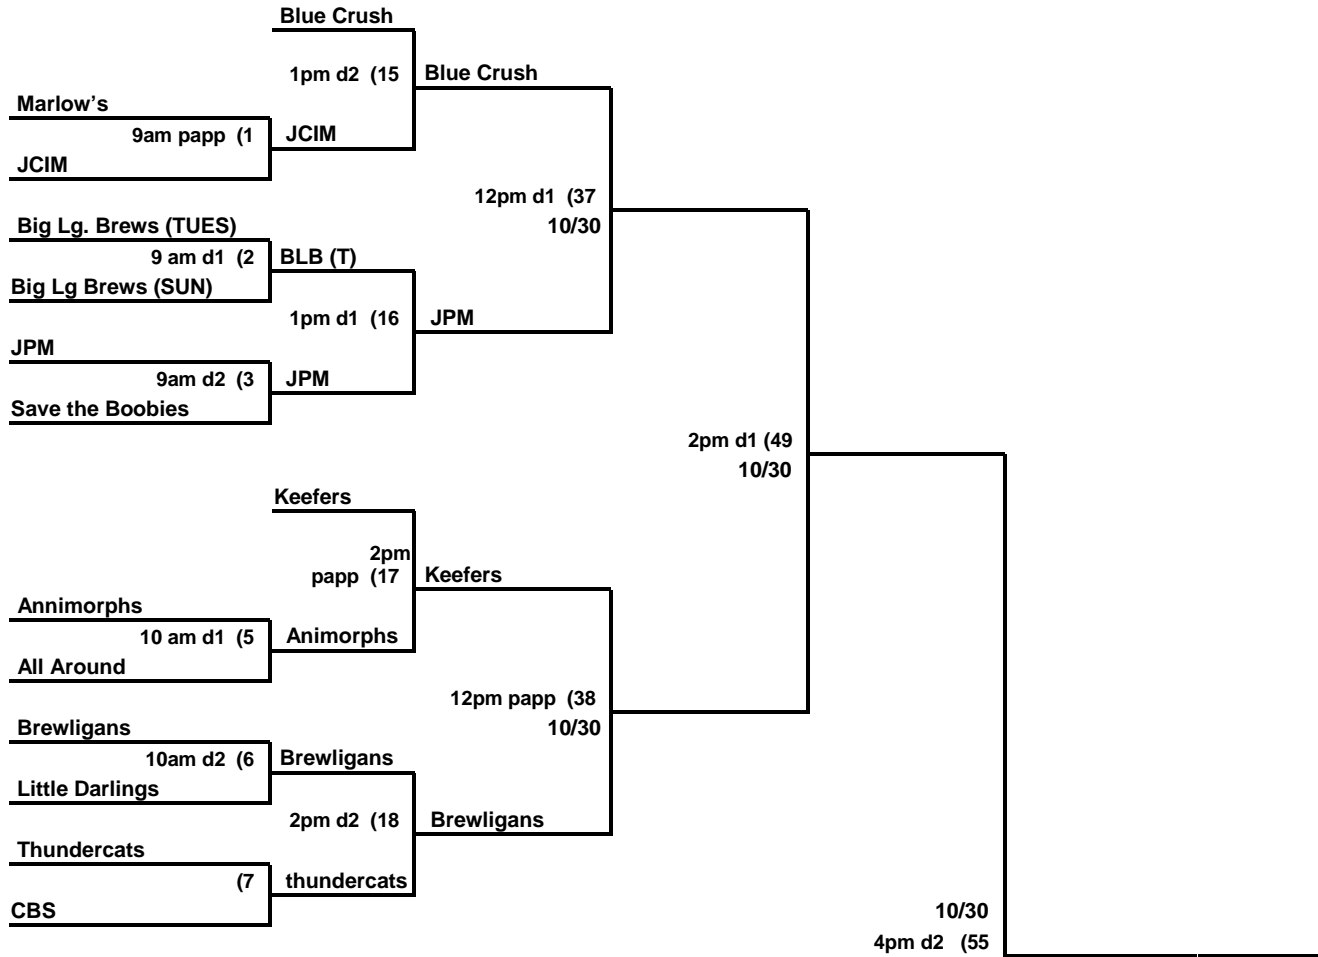 Blue Crush
1pm d2 (15
Blue Crush
Marlow's
9am papp (1
JCIM
JCIM
12pm d1 (37
10/30
Big Lg. Brews (TUES)
9 am d1 (2
BLB (T)
Big Lg Brews (SUN)
1pm d1 (16
JPM
JPM
9am d2 (3
JPM
Save the Boobies
2pm d1 (49
10/30
Keefers
2pm
papp (17
Keefers
Annimorphs
10 am d1 (5
Animorphs
All Around
12pm papp (38
10/30
Brewligans
10am d2 (6
Brewligans
Little Darlings
2pm d2 (18
Brewligans
Thundercats
(7
thundercats
CBS
10/30
4pm d2 (55